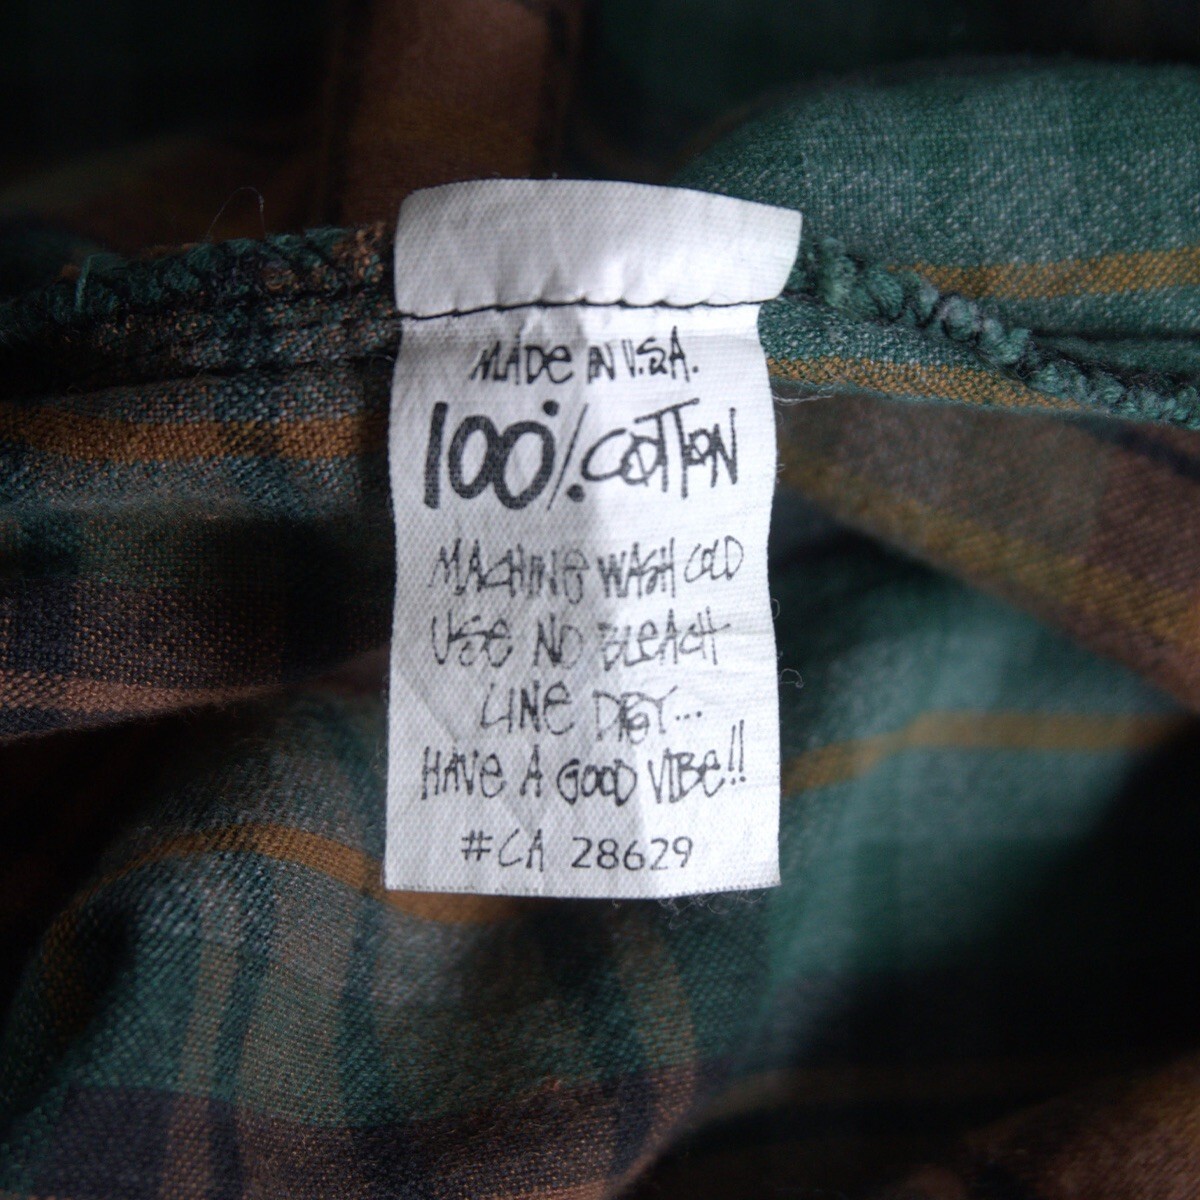 MADE IN U.S.A.
100% COTTON
MACHINE WASH COLD
USE NO BLEACH
LINE DRY...
HAVE A GOOD VIBE!!
#CA 28629